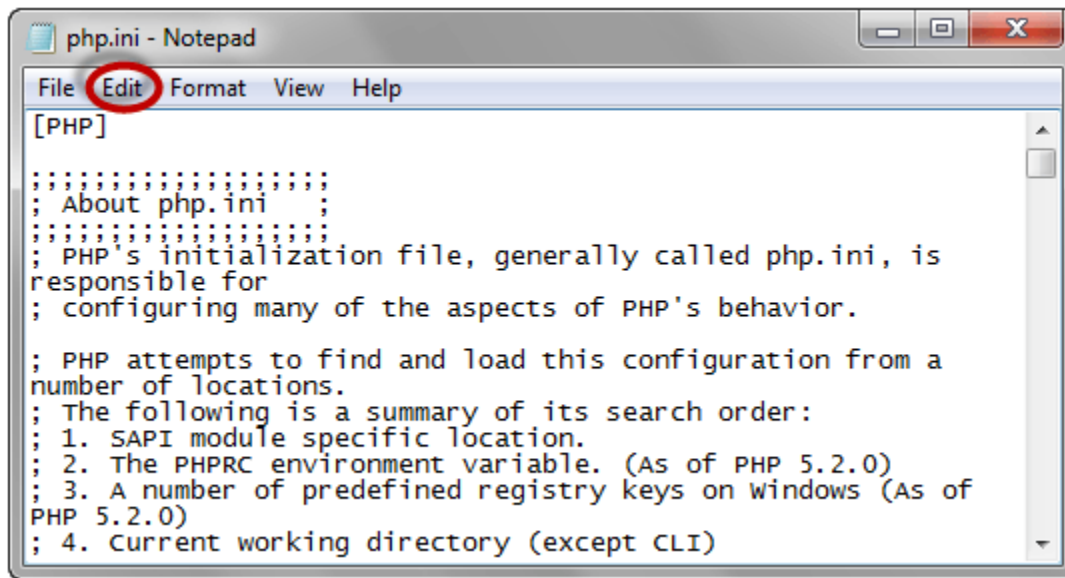 php.ini - Notepad
File Edit Format View Help
[PHP]
;;;;;;;;;;;;;;;;;;;
; About php.ini   ;
;;;;;;;;;;;;;;;;;;;
; PHP's initialization file, generally called php.ini, is
responsible for
; configuring many of the aspects of PHP's behavior.
; PHP attempts to find and load this configuration from a
number of locations.
; The following is a summary of its search order:
; 1. SAPI module specific location.
; 2. The PHPRC environment variable. (As of PHP 5.2.0)
; 3. A number of predefined registry keys on Windows (As of
PHP 5.2.0)
; 4. Current working directory (except CLI)